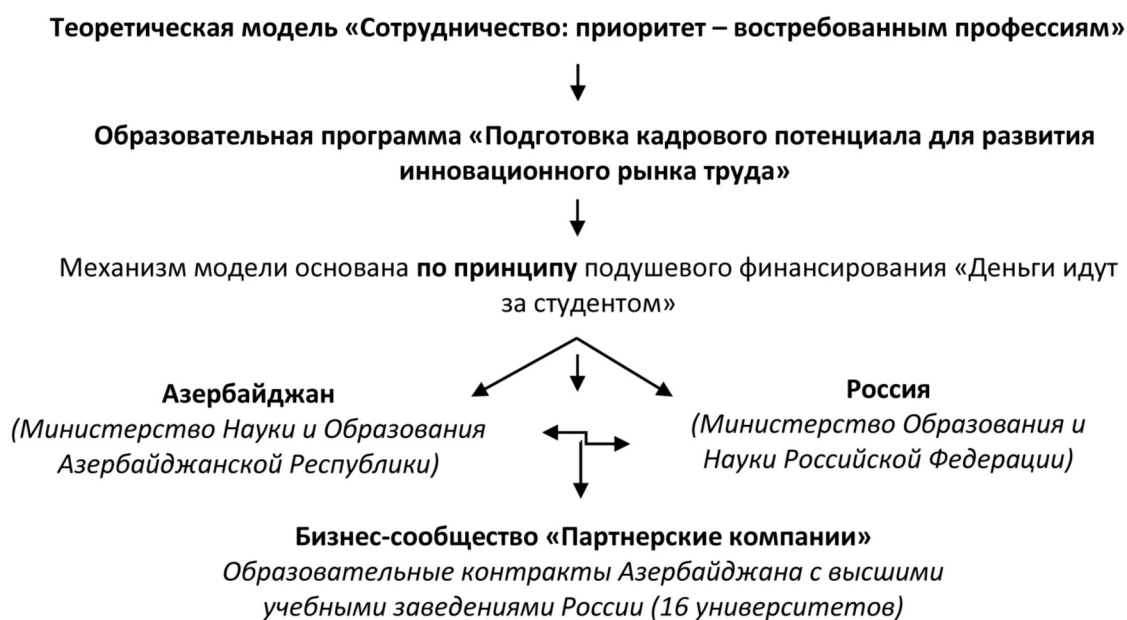 Теоретическая модель «Сотрудничество: приоритет – востребованным профессиям»
Образовательная программа «Подготовка кадрового потенциала для развития
инновационного рынка труда»
Механизм модели основана по принципу подушевого финансирования «Деньги идут
за студентом»
Азербайджан
(Министерство Науки и Образования
Азербайджанской Республики)
Россия
(Министерство Образования и
Науки Российской Федерации)
Бизнес-сообщество «Партнерские компании»
Образовательные контракты Азербайджана с высшими
учебными заведениями России (16 университетов)